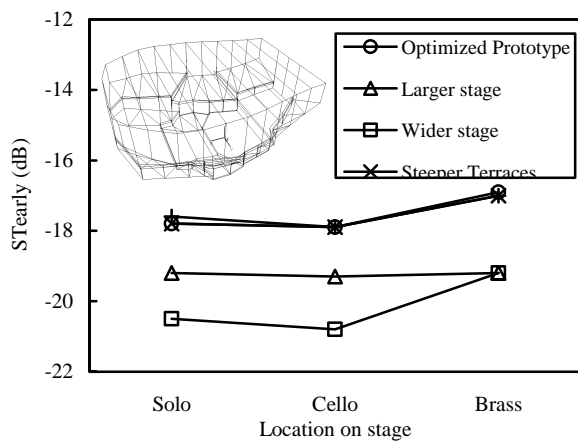 -12
-14
-16
-18
-20
-22
STearly (dB)
Optimized Prototype
Larger stage
Wider stage
Steeper Terraces
Solo
Cello
Brass
Location on stage